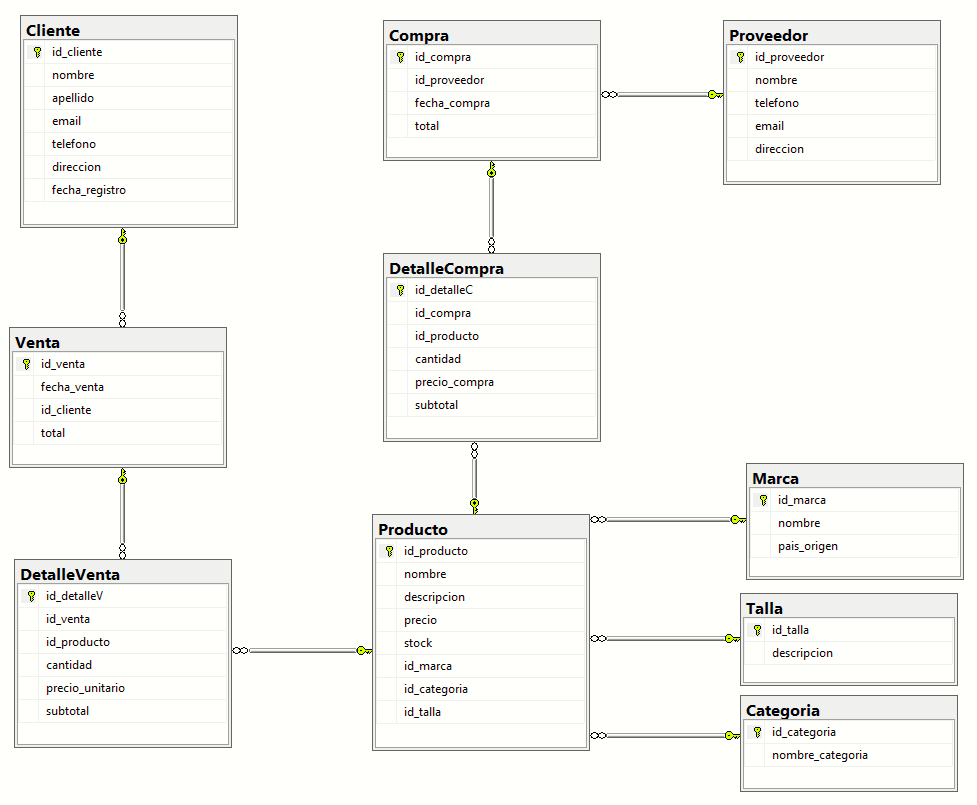 Cliente
id_cliente
nombre
apellido
email
telefono
direccion
fecha_registro
Compra
id_compra
id_proveedor
fecha_compra
total
Proveedor
id_proveedor
nombre
telefono
email
direccion
DetalleCompra
id_detalleC
id_compra
id_producto
cantidad
precio_compra
subtotal
Venta
id_venta
fecha_venta
id_cliente
total
DetalleVenta
id_detalleV
id_venta
id_producto
cantidad
precio_unitario
subtotal
Producto
id_producto
nombre
descripcion
precio
stock
id_marca
id_categoria
id_talla
Marca
id_marca
nombre
pais_origen
Talla
id_talla
descripcion
Categoria
id_categoria
nombre_categoria